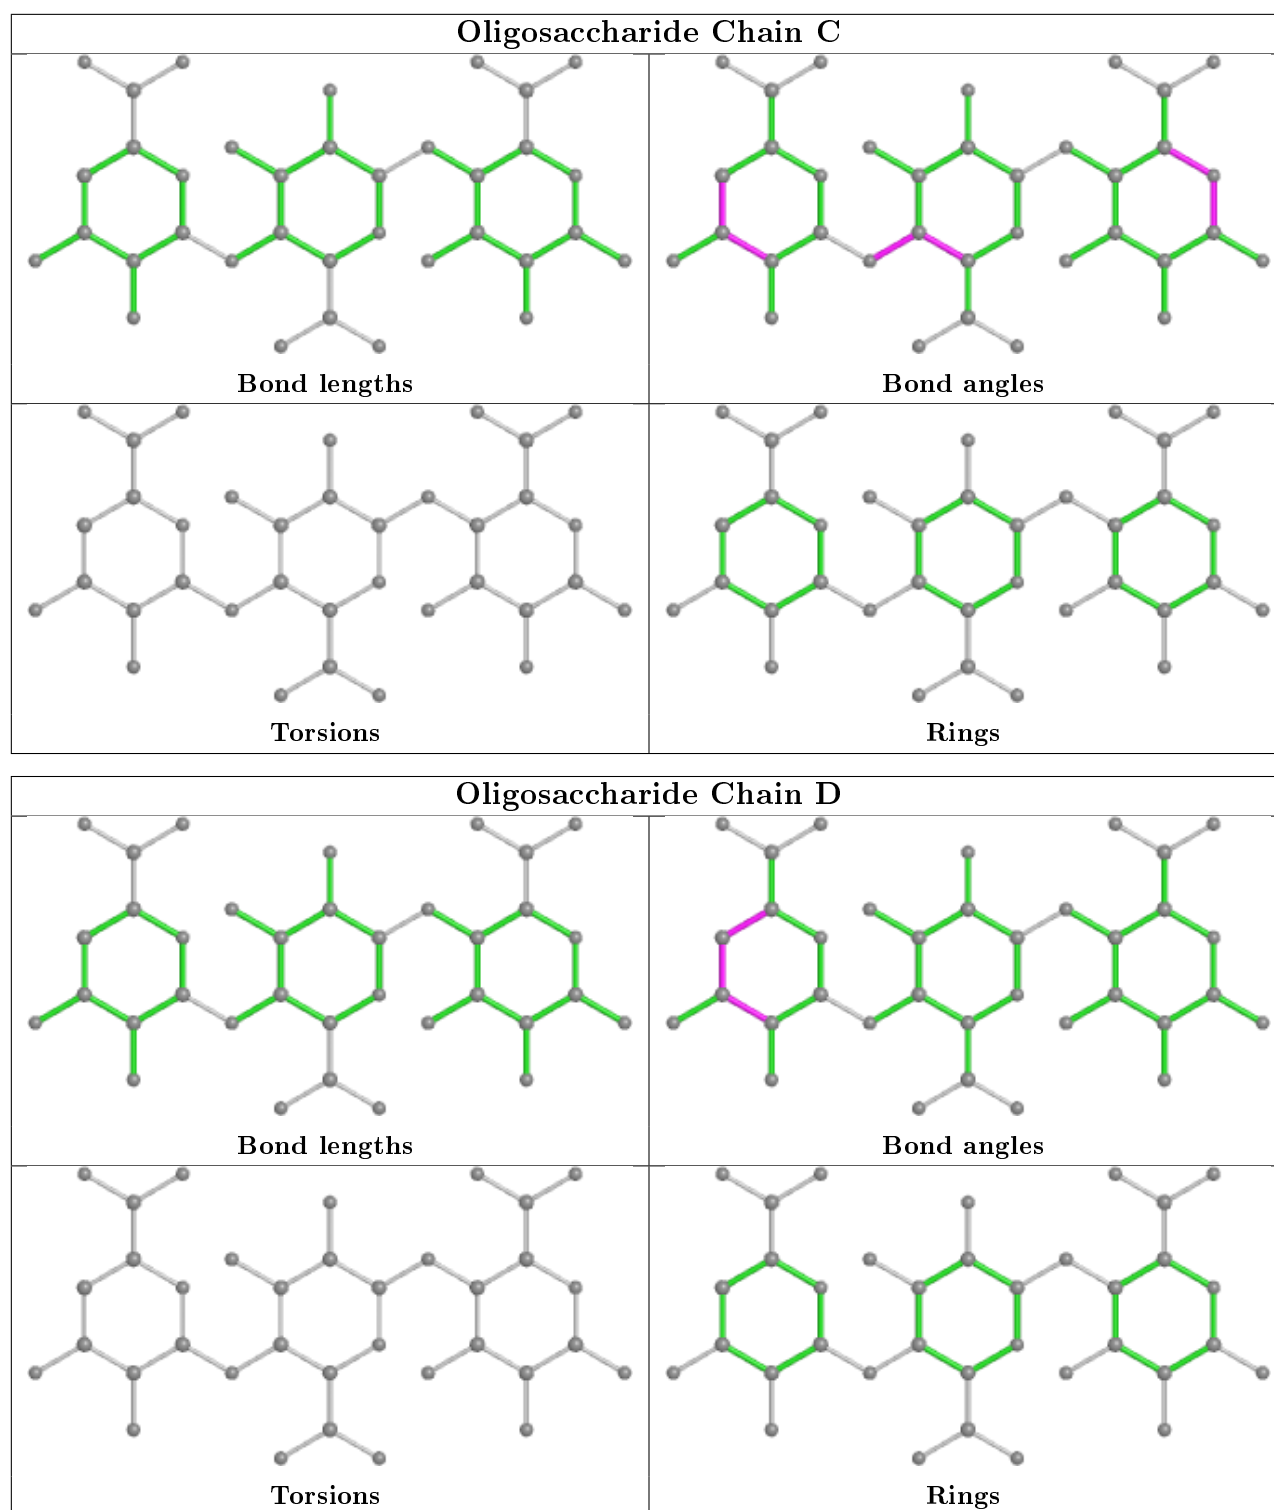 Oligosaccharide Chain C
Bond lengths
Bond angles
Torsions
Rings
Oligosaccharide Chain D
Bond lengths
Bond angles
Torsions
Rings